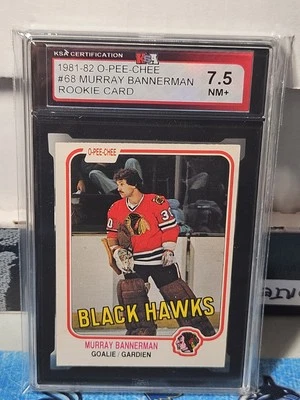 KSA CERTIFICATION
KSA
1981-82 O-PEE-CHEE
#68 MURRAY BANNERMAN
ROOKIE CARD
7.5
NM+
O-PEE-CHEE
30
BLACK HAWKS
MURRAY BANNERMAN
GOALIE / GARDIEN